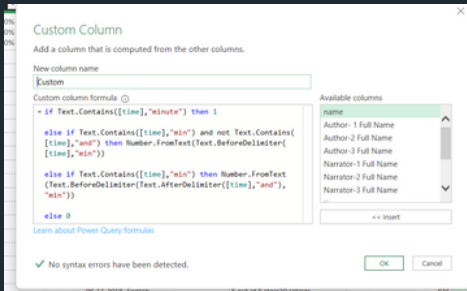 0%
0%
0%
Custom Column
Add a column that is computed from the other columns.
New column name
Custom
Custom column formula
= if Text.Contains([time],"minute") then 1
else if Text.Contains([time],"min") and not Text.Contains(
[time],"and") then Number.FromText(Text.BeforeDelimiter(
[time],"min"))
else if Text.Contains([time],"min") then Number.FromText
(Text.BeforeDelimiter(Text.AfterDelimiter([time],"and"),
"min"))
else 0
Available columns
name
Author- 1 Full Name
Author-2 Full Name
Author-3 Full Name
Narrator-1 Full Name
Narrator-2 Full Name
Narrator-3 Full Name
<< Insert
Learn about Power Query formulas
No syntax errors have been detected.
OK
Cancel